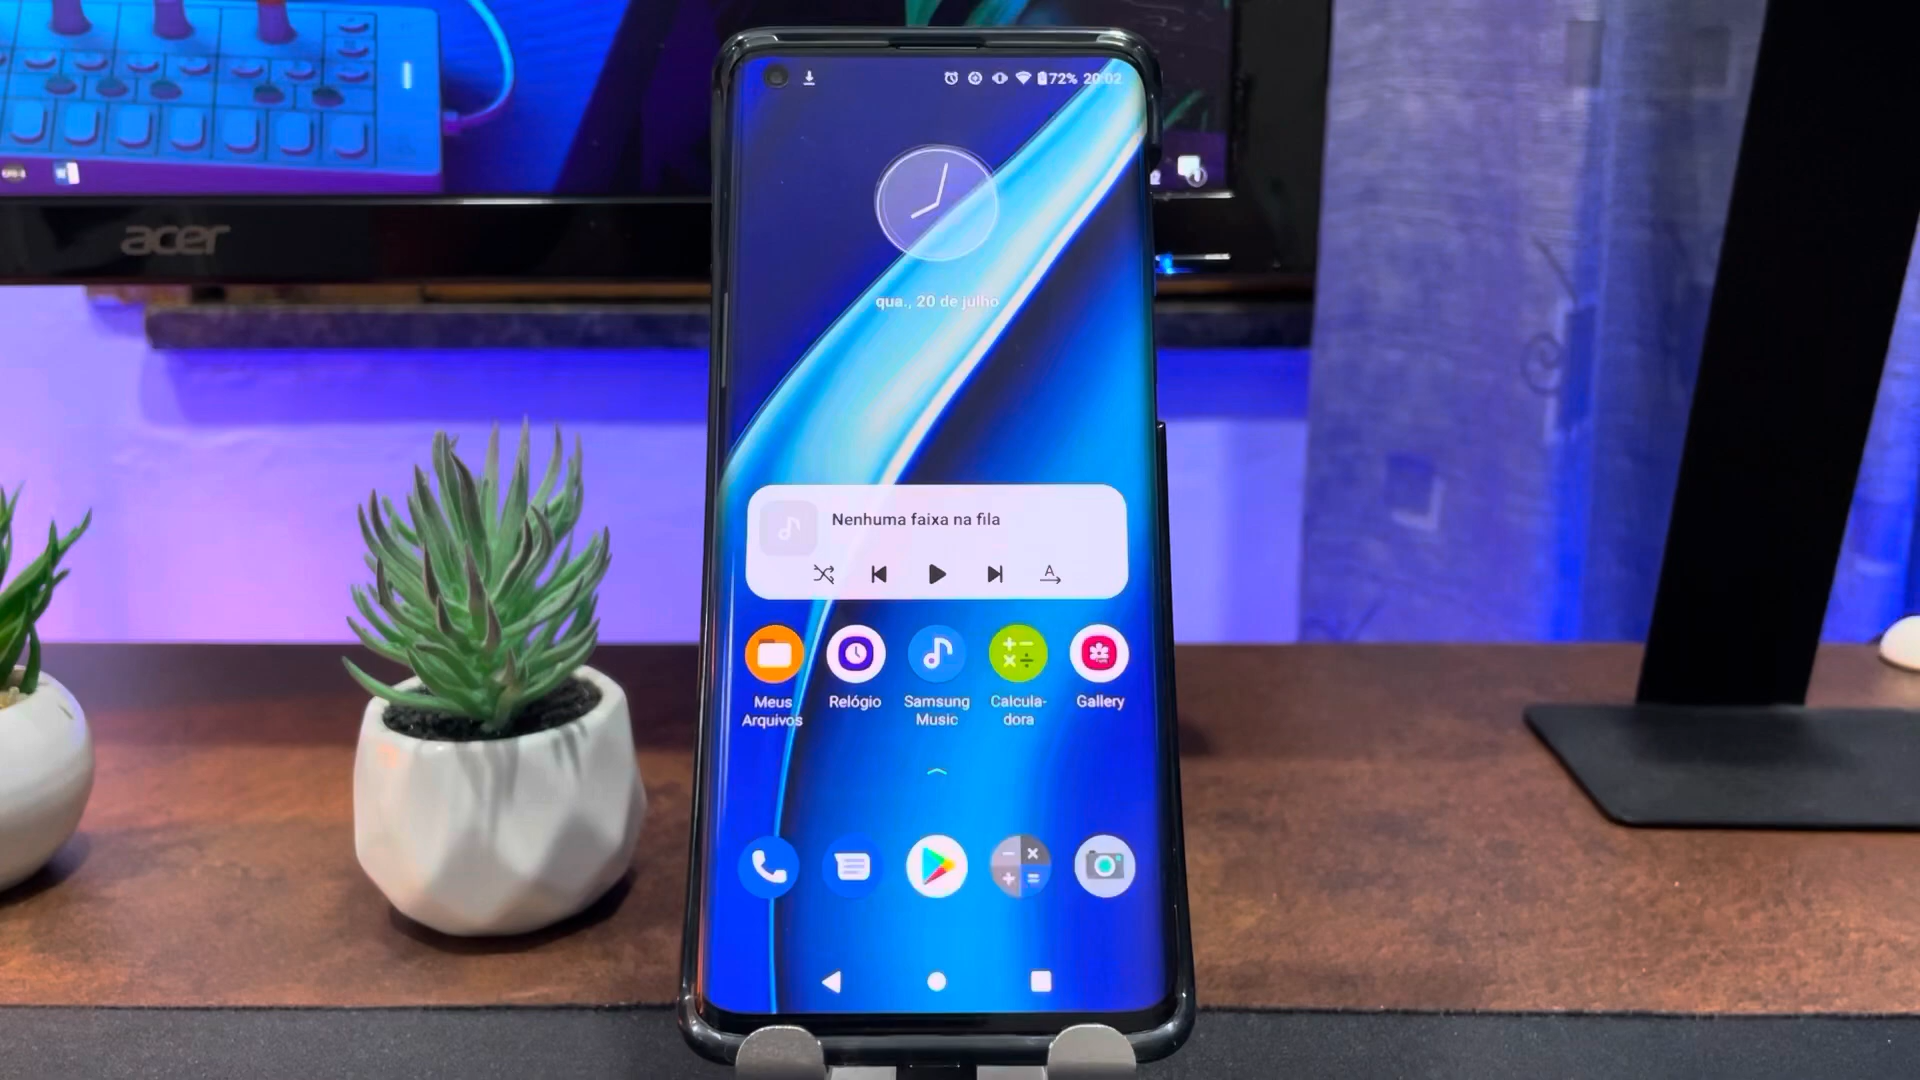 acer
72% 20:02
qua., 20 de julho
Nenhuma faixa na fila
A
Meus
Arquivos
Relógio
Samsung
Music
Calcula-
dora
Gallery